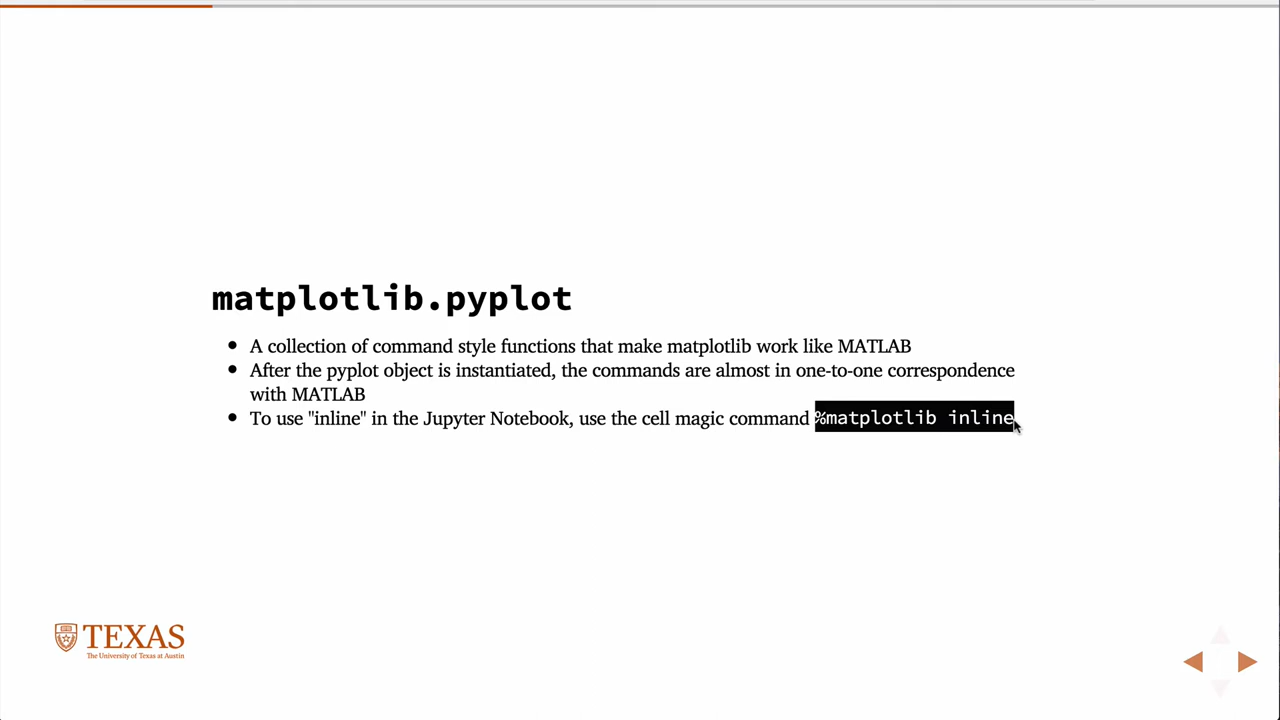 matplotlib.pyplot
A collection of command style functions that make matplotlib work like MATLAB
After the pyplot object is instantiated, the commands are almost in one-to-one correspondence
with MATLAB
To use "inline" in the Jupyter Notebook, use the cell magic command %matplotlib inline
TEXAS
The University of Texas at Austin